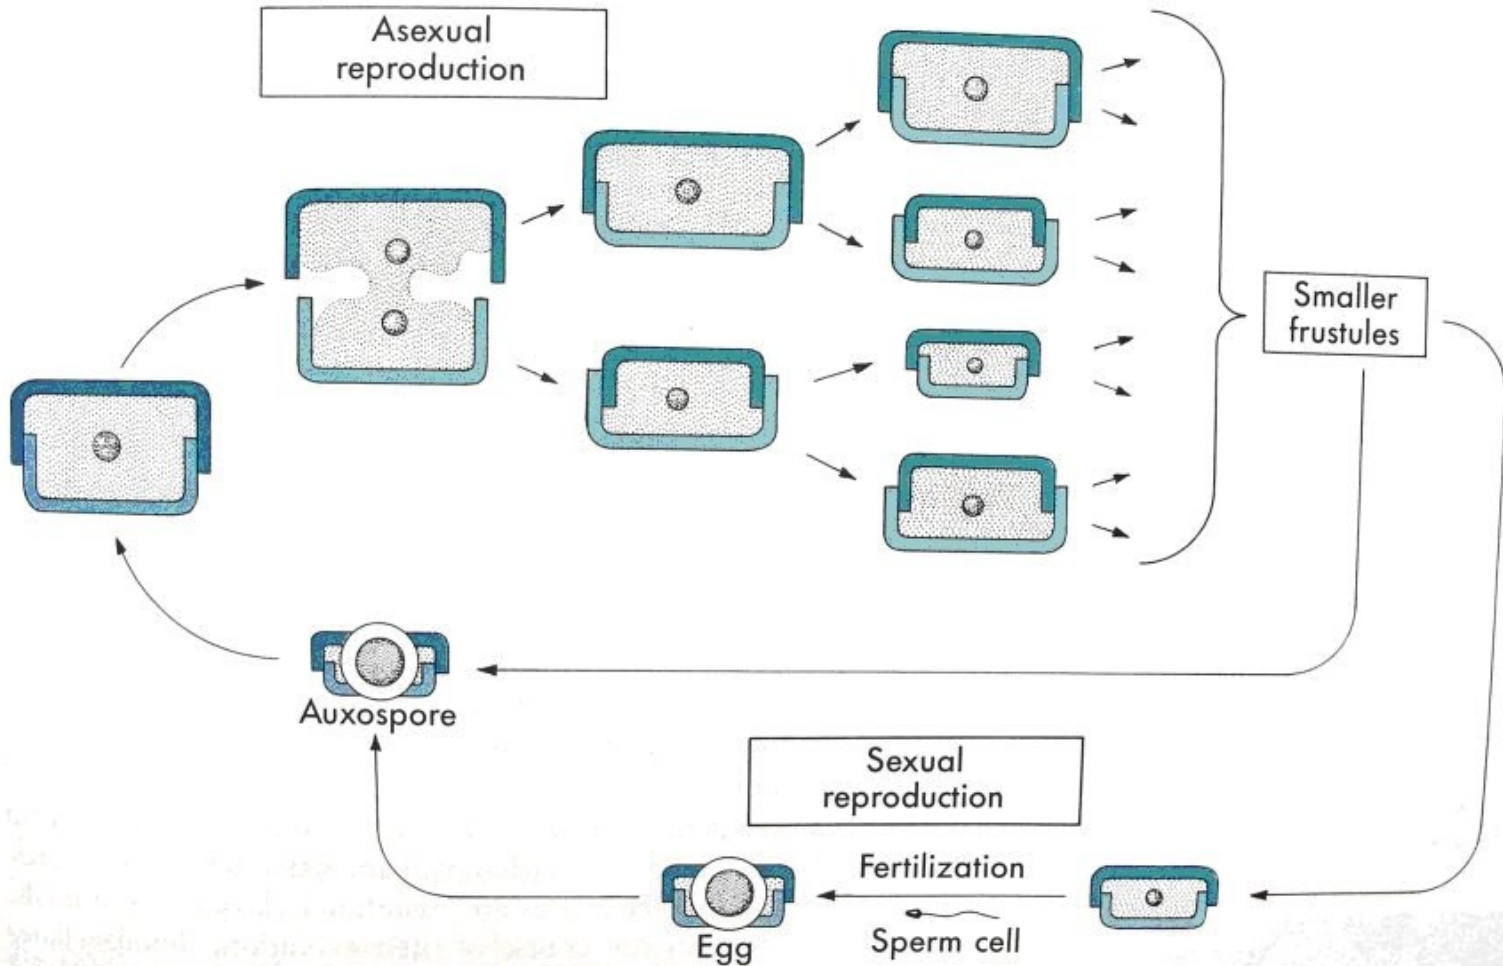 Asexual
reproduction
Smaller
frustules
Auxospore
Sexual
reproduction
Fertilization
Sperm cell
Egg